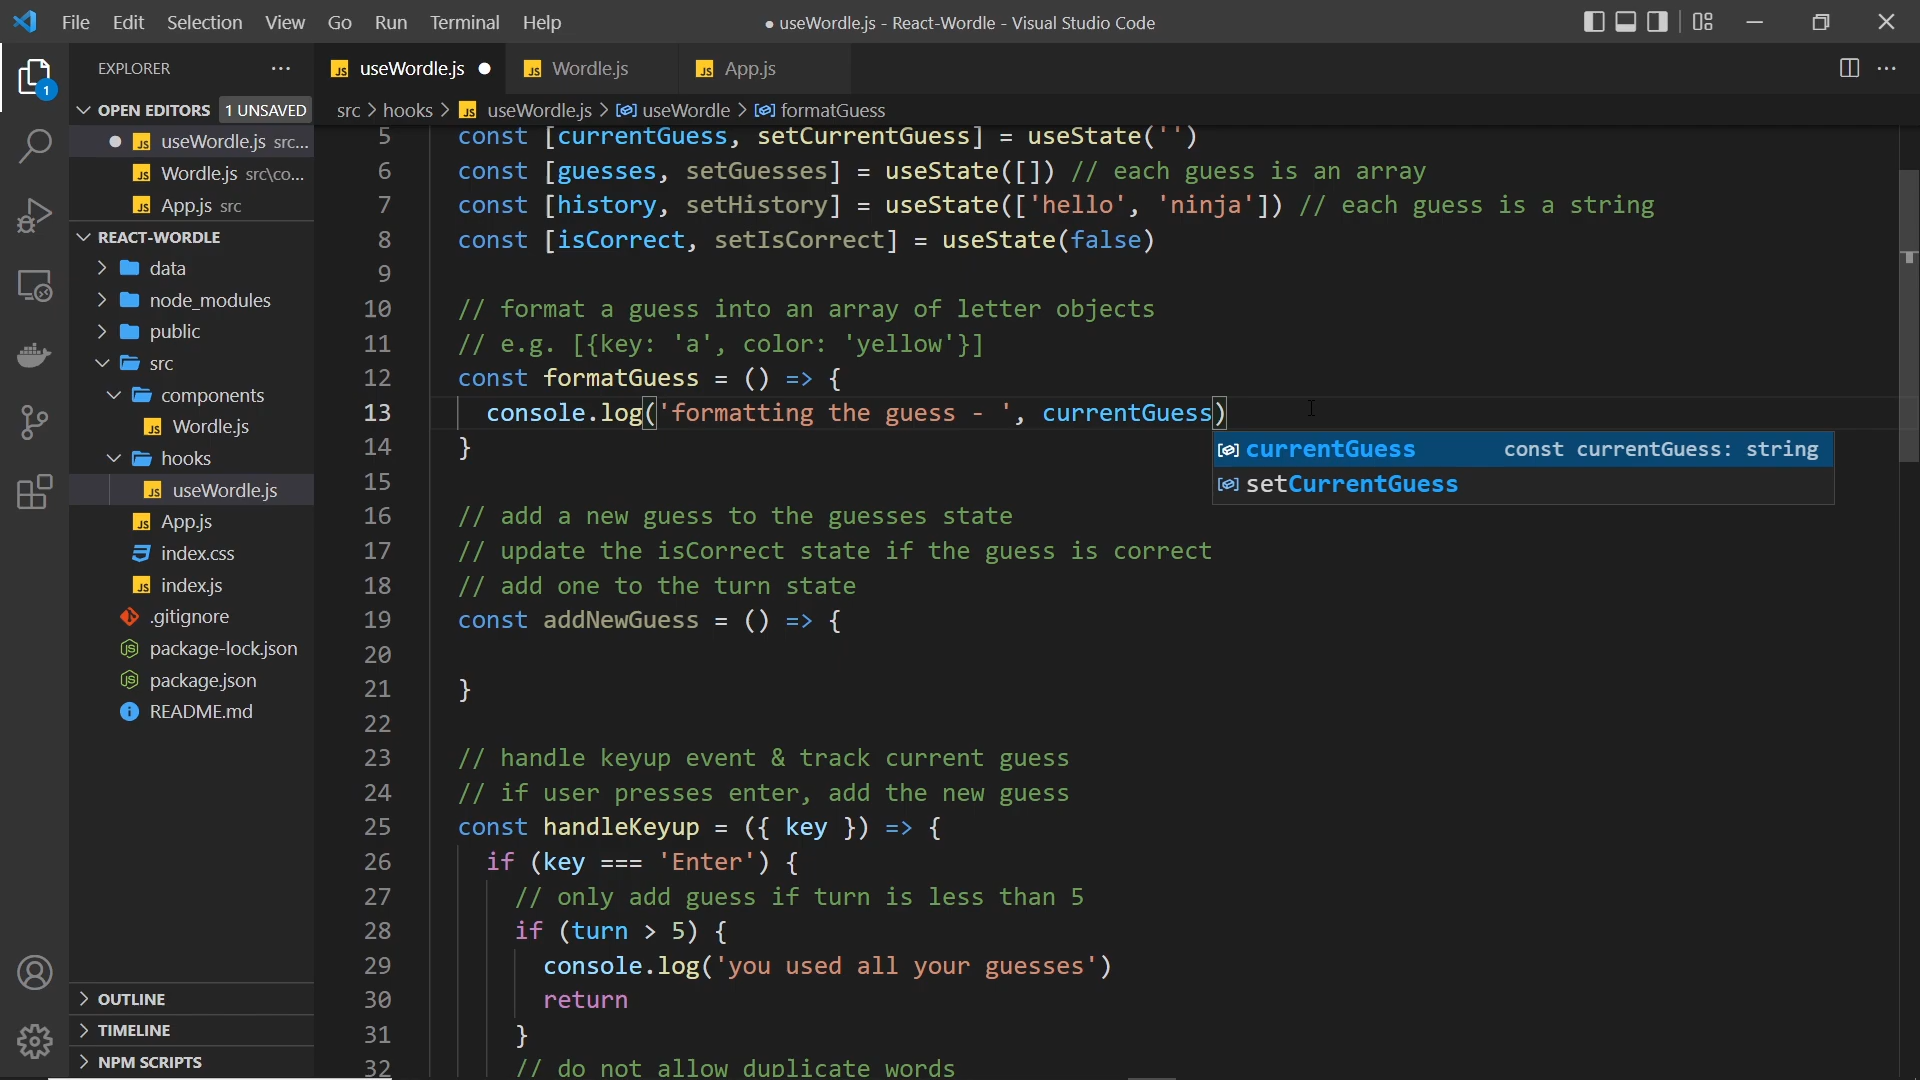 File Edit Selection View Go Run Terminal Help
● useWordle.js - React-Wordle - Visual Studio Code
1
EXPLORER
OPEN EDITORS 1 UNSAVED
useWordle.js src...
Wordle.js src\co...
App.js src
REACT-WORDLE
data
node_modules
public
src
components
Wordle.js
hooks
useWordle.js
App.js
index.css
index.js
.gitignore
package-lock.json
package.json
README.md
OUTLINE
TIMELINE
NPM SCRIPTS
useWordle.js Wordle.js App.js
src > hooks > useWordle.js > useWordle > formatGuess
5 const [currentGuess, setCurrentGuess] = useState('')
6 const [guesses, setGuesses] = useState([]) // each guess is an array
7 const [history, setHistory] = useState(['hello', 'ninja']) // each guess is a string
8 const [isCorrect, setIsCorrect] = useState(false)
9
10 // format a guess into an array of letter objects
11 // e.g. [{key: 'a', color: 'yellow'}]
12 const formatGuess = () => {
13 console.log('formatting the guess - ', currentGuess)
currentGuess const currentGuess: string
setCurrentGuess
14 }
15
16 // add a new guess to the guesses state
17 // update the isCorrect state if the guess is correct
18 // add one to the turn state
19 const addNewGuess = () => {
20
21 }
22
23 // handle keyup event & track current guess
24 // if user presses enter, add the new guess
25 const handleKeyup = ({ key }) => {
26 if (key === 'Enter') {
27 // only add guess if turn is less than 5
28 if (turn > 5) {
29 console.log('you used all your guesses')
30 return
31 }
32 // do not allow duplicate words